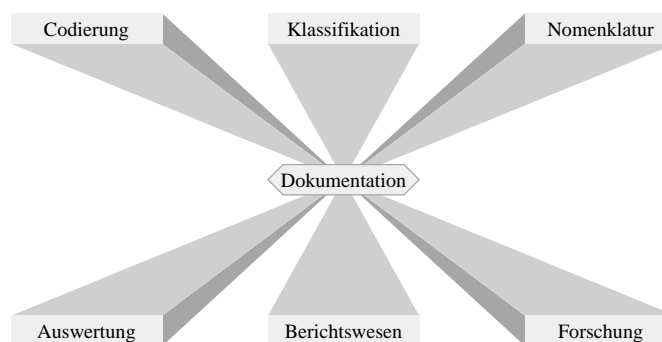 Codierung
Klassifikation
Nomenklatur
Dokumentation
Auswertung
Berichtswesen
Forschung